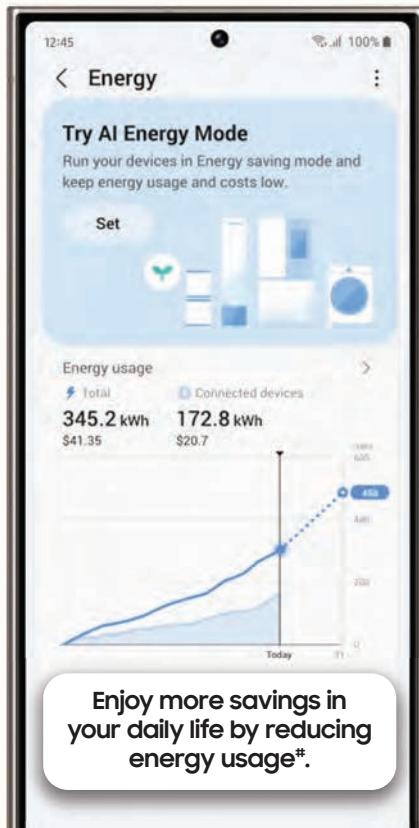 12:45
100%
Energy
Try AI Energy Mode
Run your devices in Energy saving mode and
keep energy usage and costs low.
Set
Energy usage
Total Connected devices
345.2 kWh 172.8 kWh
$41.35 $20.7
200
0
Today
Enjoy more savings in
your daily life by reducing
energy usage#.